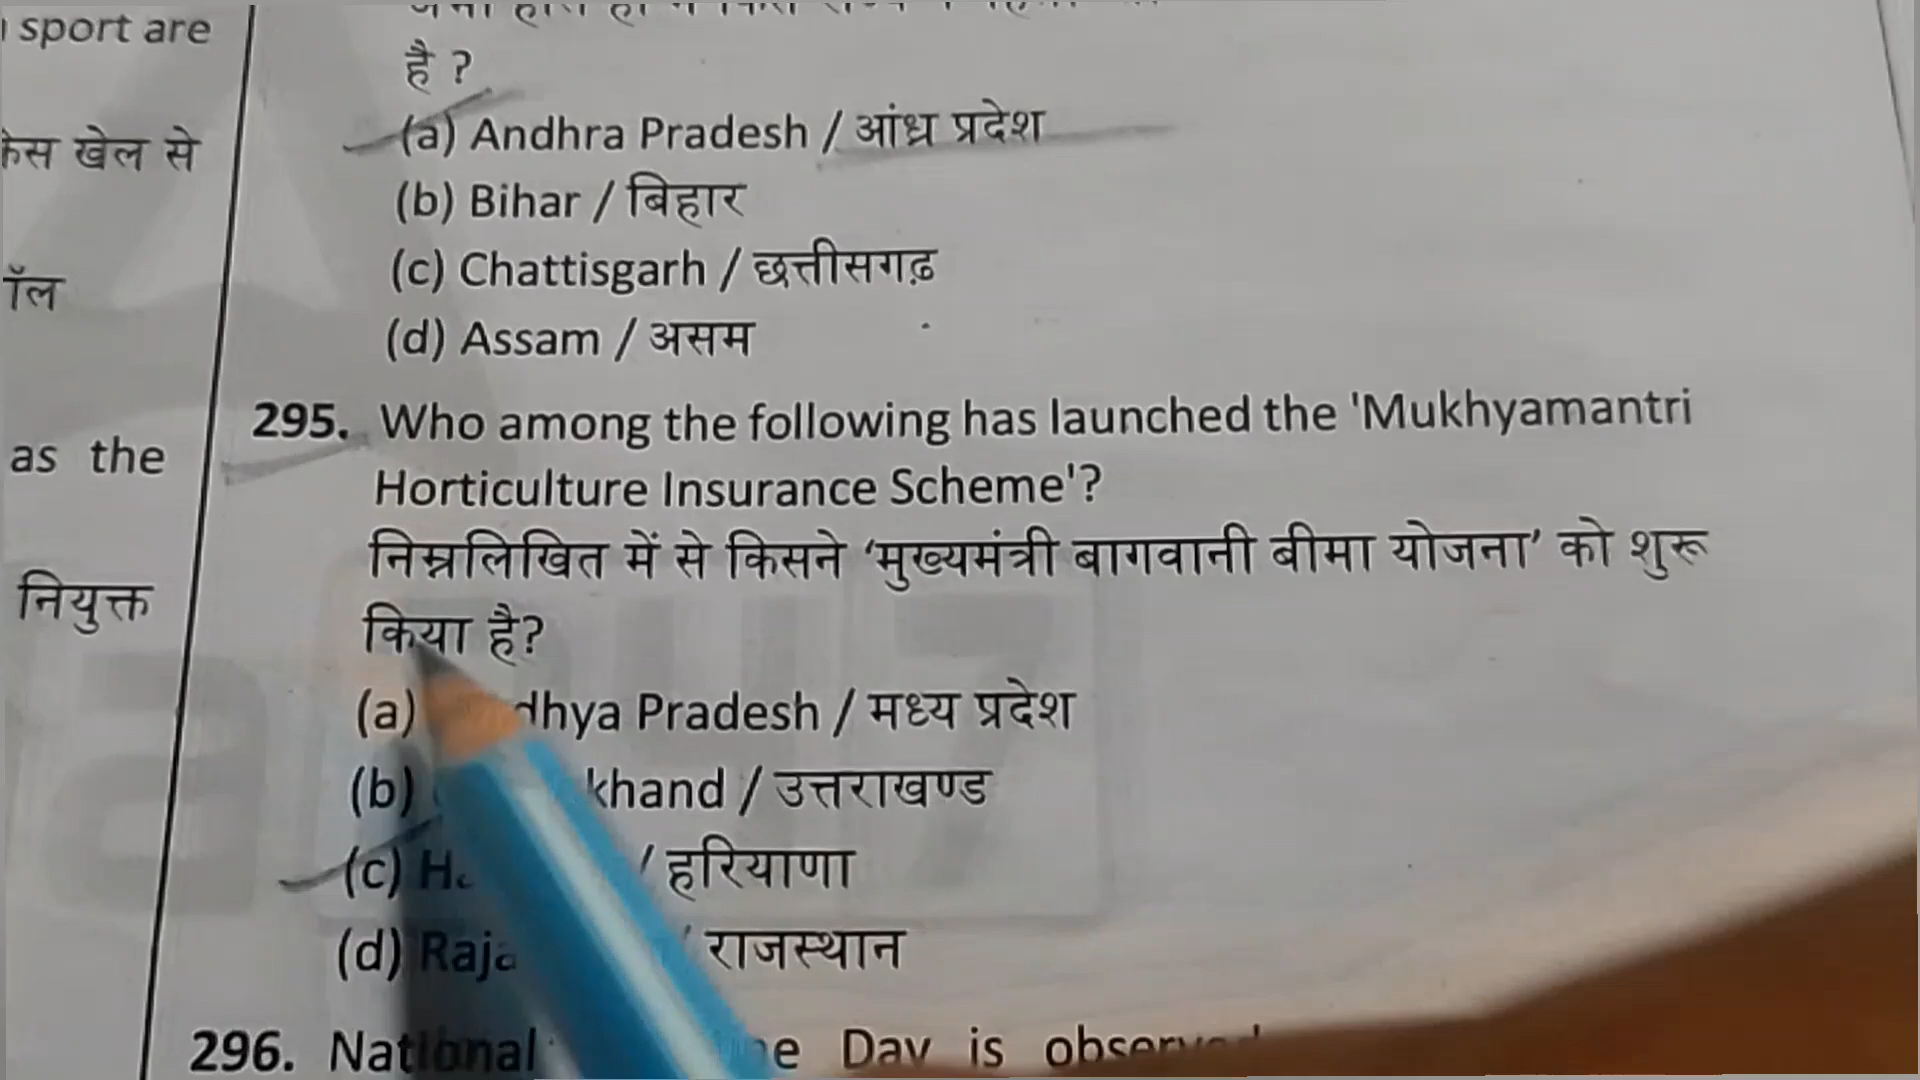 sport are
खेल से
ॉल
as the
नियुक्त
है ?
(a) Andhra Pradesh / आंध्र प्रदेश
(b) Bihar / बिहार
(c) Chattisgarh / छत्तीसगढ़
(d) Assam / असम
295. Who among the following has launched the 'Mukhyamantri
Horticulture Insurance Scheme'?
निम्नलिखित में से किसने ‘मुख्यमंत्री बागवानी बीमा योजना’ को शुरू
किया है?
(a) dhya Pradesh / मध्य प्रदेश
(b) khand / उत्तराखण्ड
(c) / हरियाणा
(d) Raja / राजस्थान
296. National Day is observed